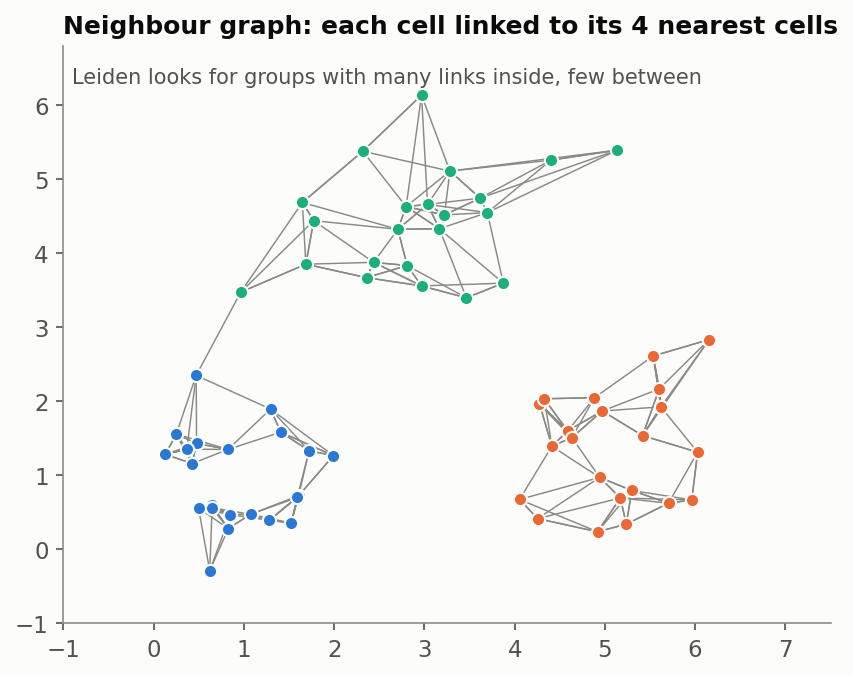 Neighbour graph: each cell linked to its 4 nearest cells
Leiden looks for groups with many links inside, few between
6
5
4
3
2
1
0
−1
−1 0 1 2 3 4 5 6 7